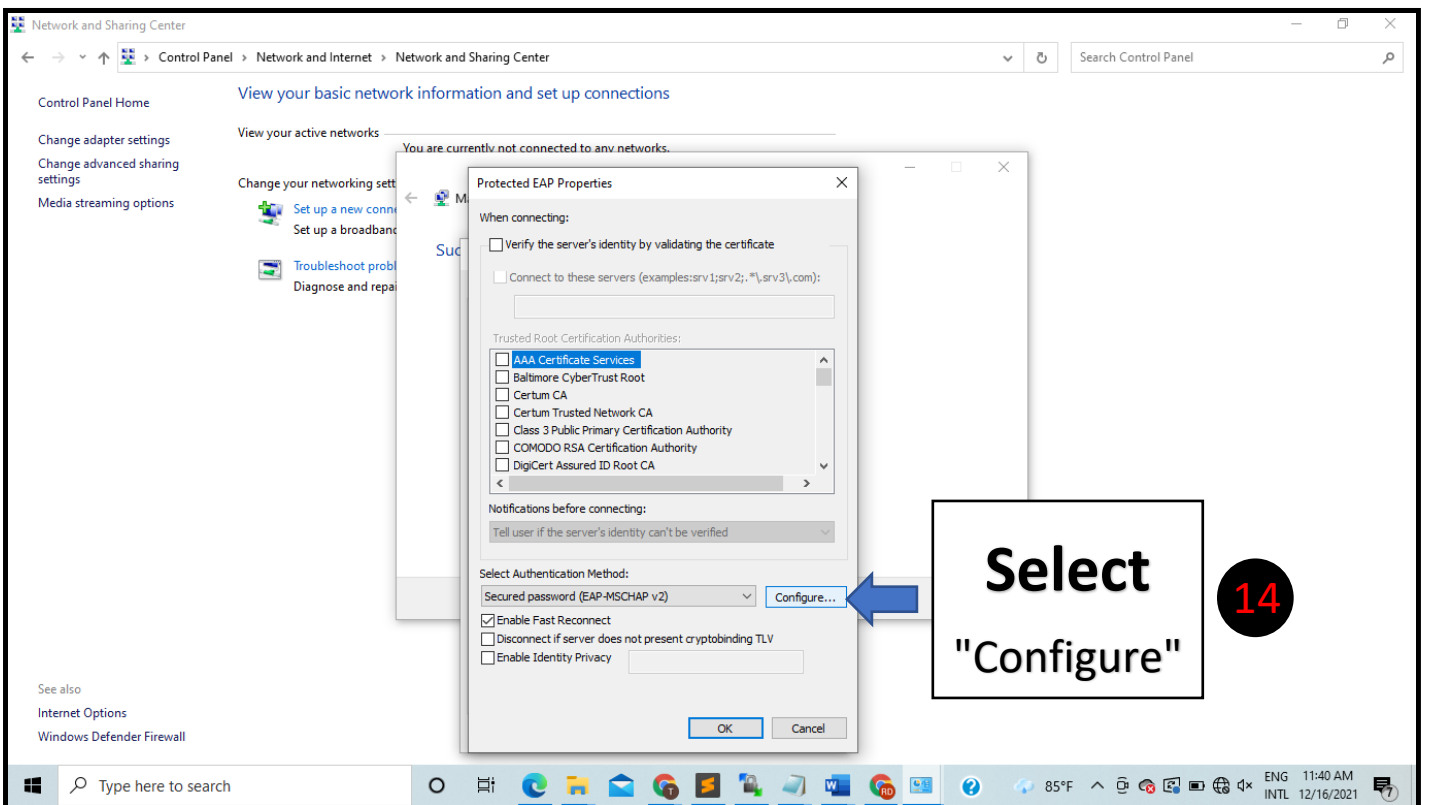 Network and Sharing Center
Control Panel > Network and Internet > Network and Sharing Center
Search Control Panel
Control Panel Home
Change adapter settings
Change advanced sharing
settings
Media streaming options
View your basic network information and set up connections
View your active networks
You are currently not connected to any networks.
Change your networking sett
Set up a new conne
Set up a broadband
Troubleshoot probl
Diagnose and repai
M
Suc
Protected EAP Properties
When connecting:
Verify the server's identity by validating the certificate
Connect to these servers (examples:srv1;srv2;.*\.srv3\.com):
Trusted Root Certification Authorities:
AAA Certificate Services
Baltimore CyberTrust Root
Certum CA
Certum Trusted Network CA
Class 3 Public Primary Certification Authority
COMODO RSA Certification Authority
DigiCert Assured ID Root CA
Notifications before connecting:
Tell user if the server's identity can't be verified
Select Authentication Method:
Secured password (EAP-MSCHAP v2)
Configure...
Enable Fast Reconnect
Disconnect if server does not present cryptobinding TLV
Enable Identity Privacy
OK Cancel
Select
"Configure"
14
See also
Internet Options
Windows Defender Firewall
Type here to search
85°F
ENG
INTL
11:40 AM
12/16/2021
7